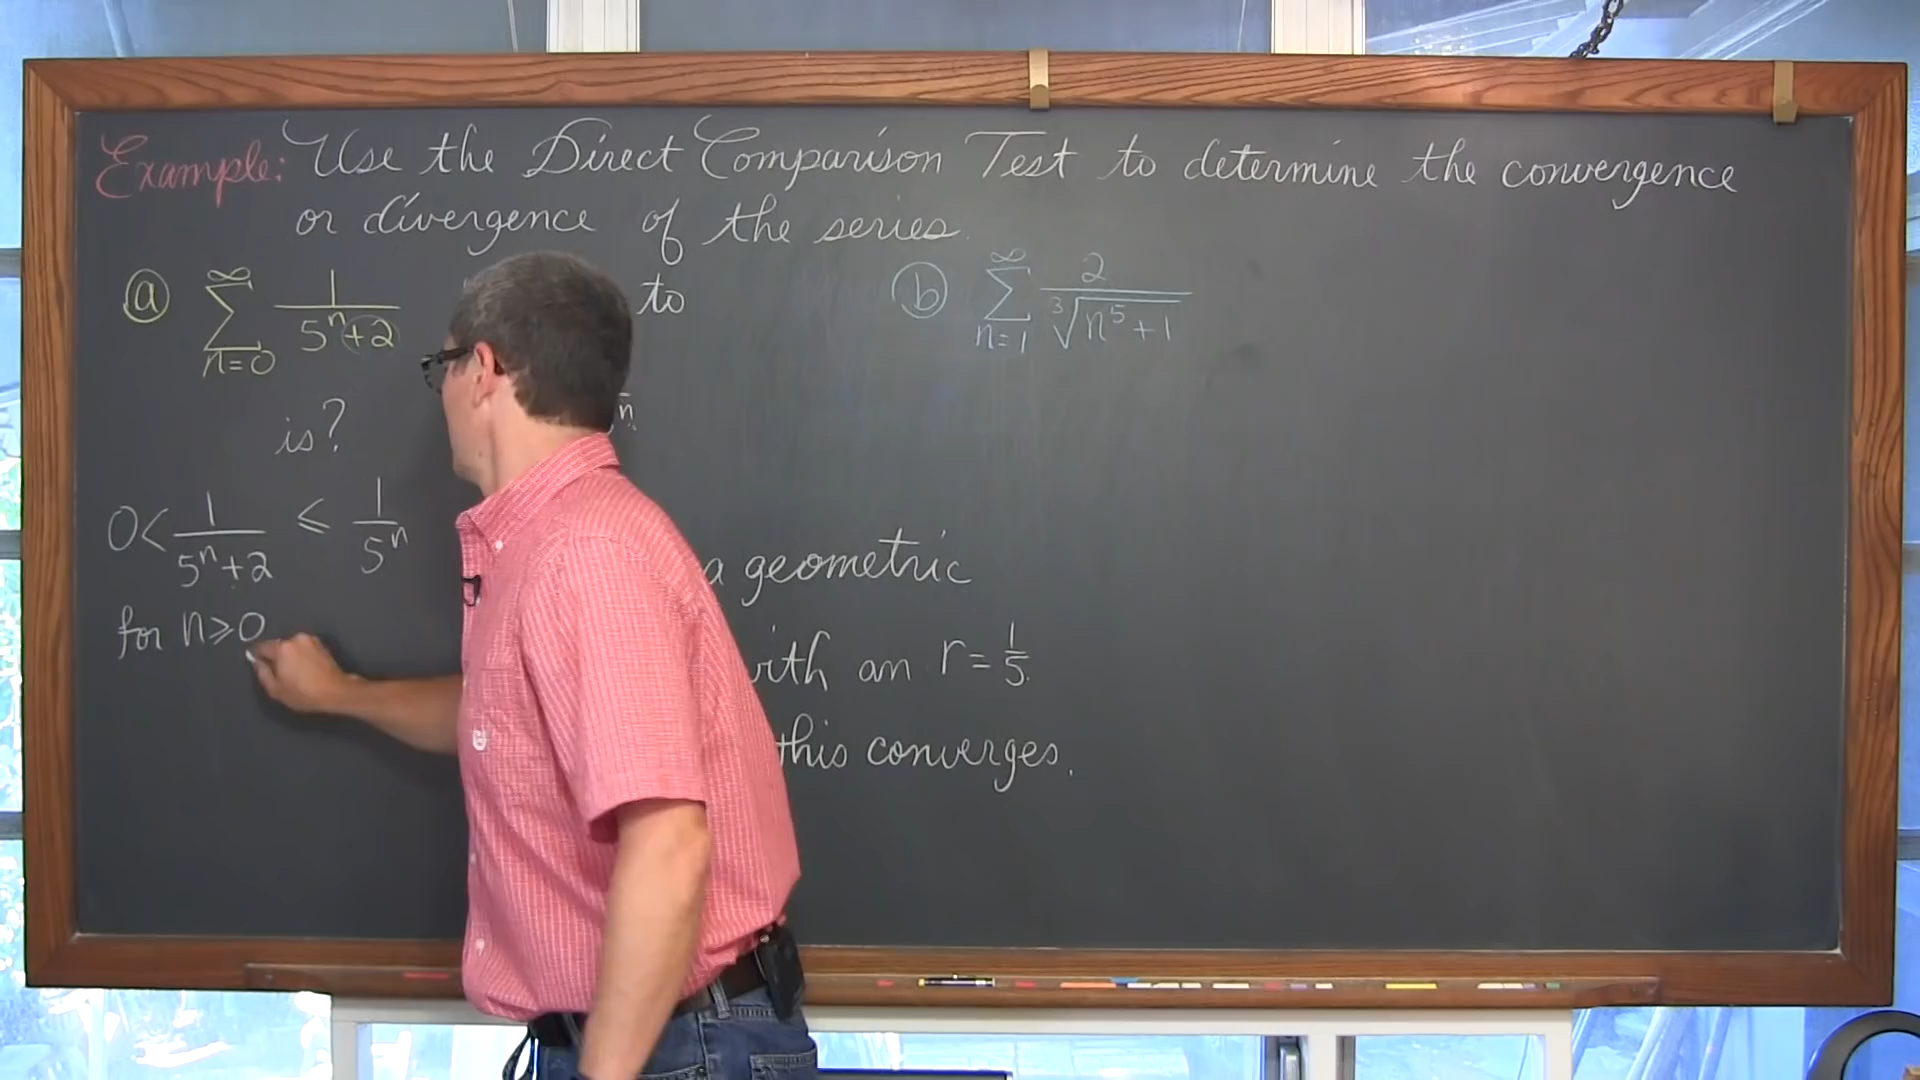 Example: Use the Direct Comparison Test to determine the convergence
or divergence of the series.
ⓐ ∑_{n=0}^{∞} 1/(5^n+2) to
is?
0 < 1/(5^n+2) ≤ 1/5^n
for n≥0
n
a geometric
with an r = 1/5.
this converges.
ⓑ ∑_{n=1}^{∞} 2/∛(n^5+1)